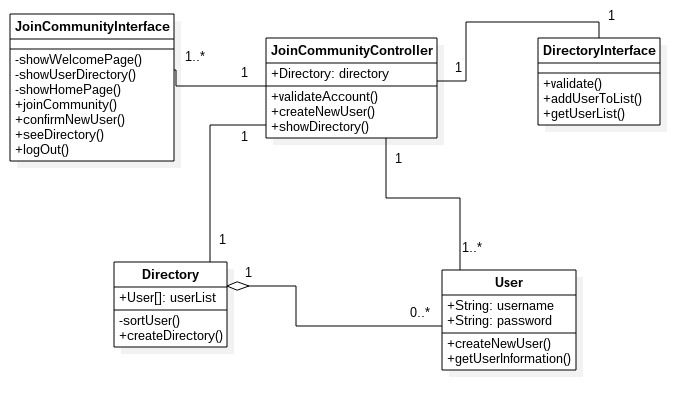 JoinCommunityInterface
-showWelcomePage()
-showUserDirectory()
-showHomePage()
+joinCommunity()
+confirmNewUser()
+seeDirectory()
+logOut()
1..*
1
JoinCommunityController
+Directory: directory
+validateAccount()
+createNewUser()
+showDirectory()
1
1
DirectoryInterface
+validate()
+addUserToList()
+getUserList()
1
1
1
1..*
Directory
+User[]: userList
-sortUser()
+createDirectory()
1
0..*
User
+String: username
+String: password
+createNewUser()
+getUserInformation()